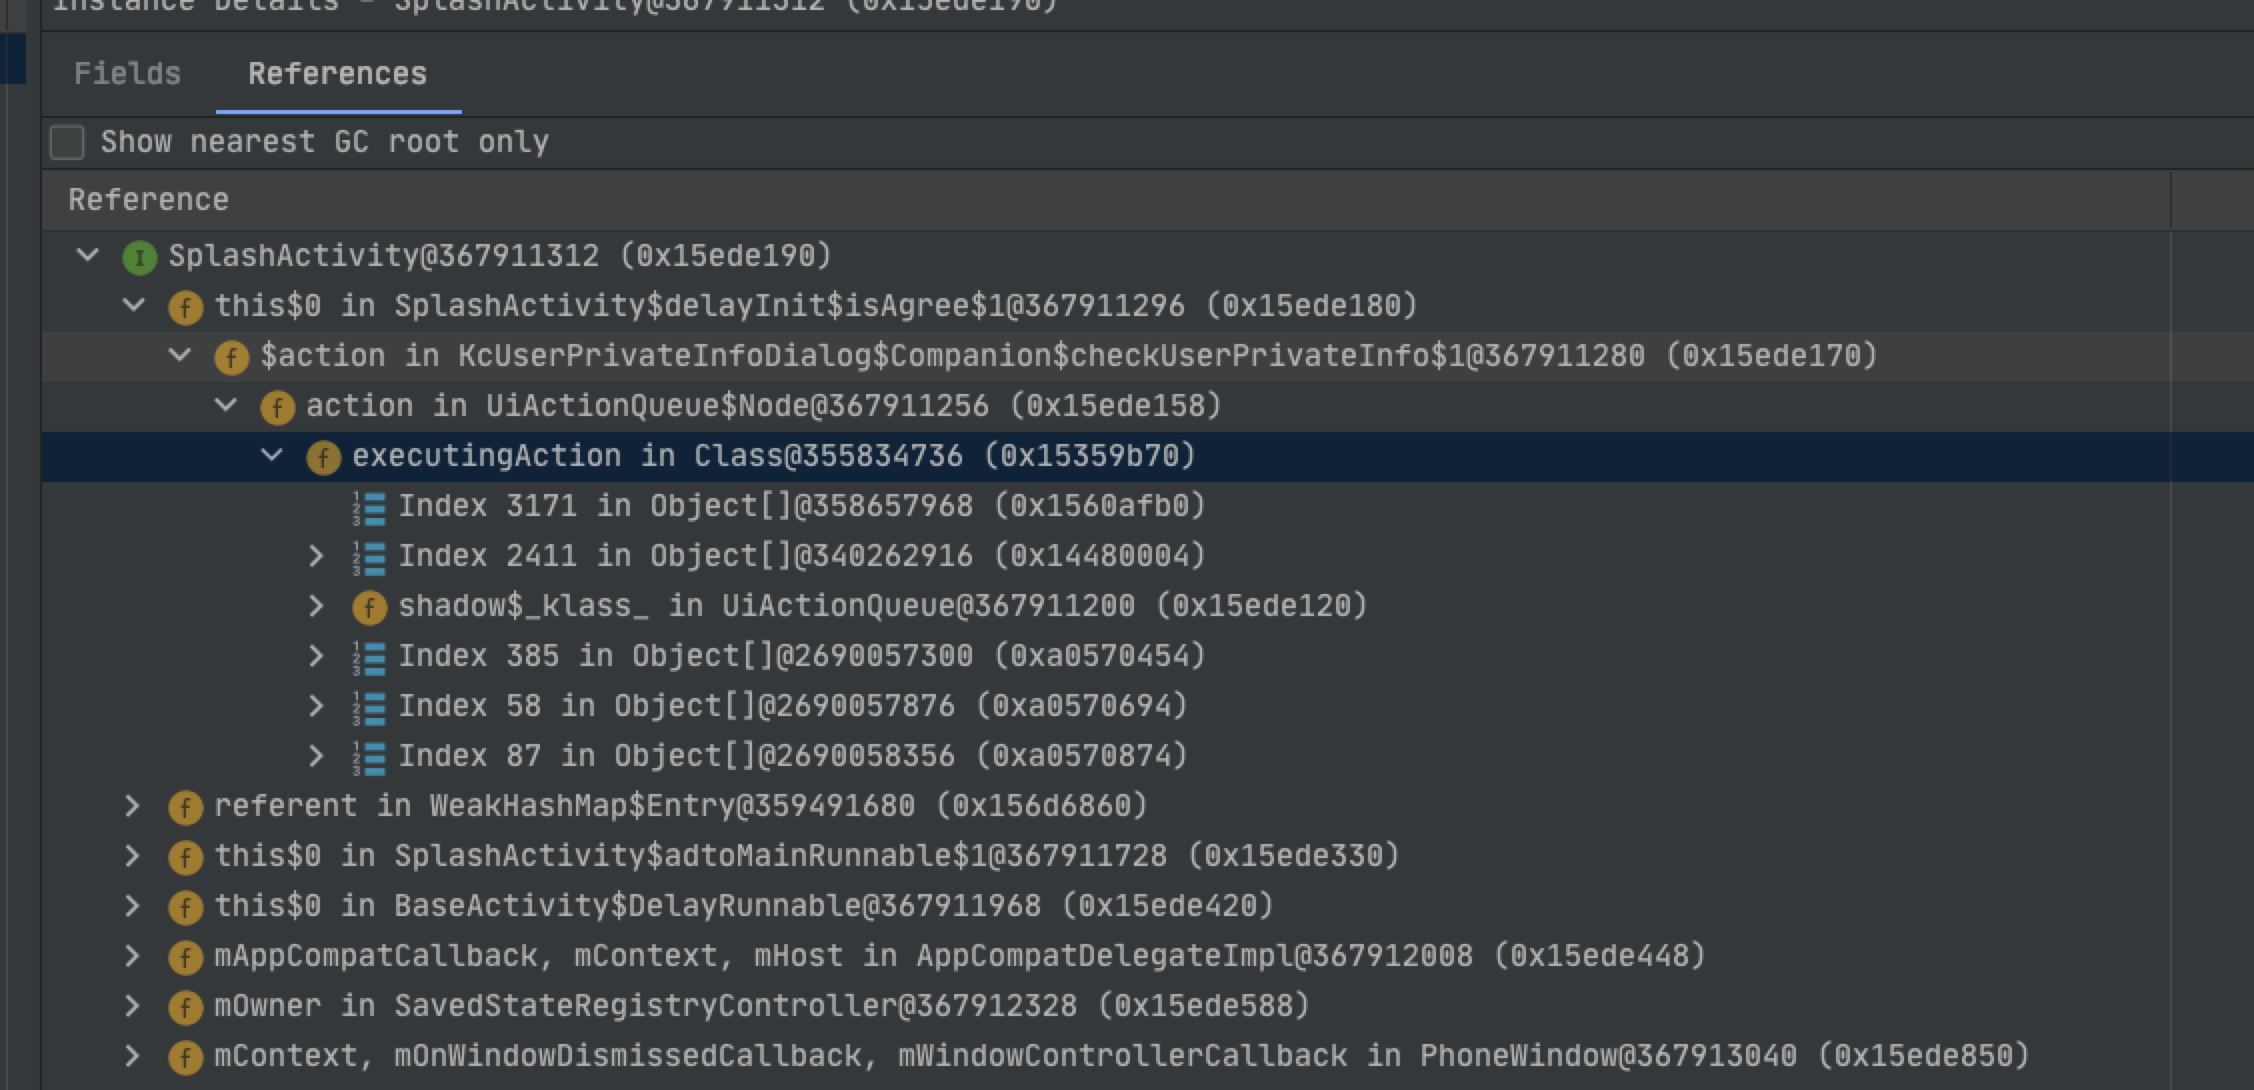 Instance Details - SplashActivity@367911312 (0x15ede190)
Fields References
Show nearest GC root only
Reference
SplashActivity@367911312 (0x15ede190)
this$0 in SplashActivity$delayInit$isAgree$1@367911296 (0x15ede180)
$action in KcUserPrivateInfoDialog$Companion$checkUserPrivateInfo$1@367911280 (0x15ede170)
action in UiActionQueue$Node@367911256 (0x15ede158)
executingAction in Class@355834736 (0x15359b70)
Index 3171 in Object[]@358657968 (0x1560afb0)
Index 2411 in Object[]@340262916 (0x14480004)
shadow$_klass_ in UiActionQueue@367911200 (0x15ede120)
Index 385 in Object[]@2690057300 (0xa0570454)
Index 58 in Object[]@2690057876 (0xa0570694)
Index 87 in Object[]@2690058356 (0xa0570874)
referent in WeakHashMap$Entry@359491680 (0x156d6860)
this$0 in SplashActivity$adtoMainRunnable$1@367911728 (0x15ede330)
this$0 in BaseActivity$DelayRunnable@367911968 (0x15ede420)
mAppCompatCallback, mContext, mHost in AppCompatDelegateImpl@367912008 (0x15ede448)
mOwner in SavedStateRegistryController@367912328 (0x15ede588)
mContext, mOnWindowDismissedCallback, mWindowControllerCallback in PhoneWindow@367913040 (0x15ede850)